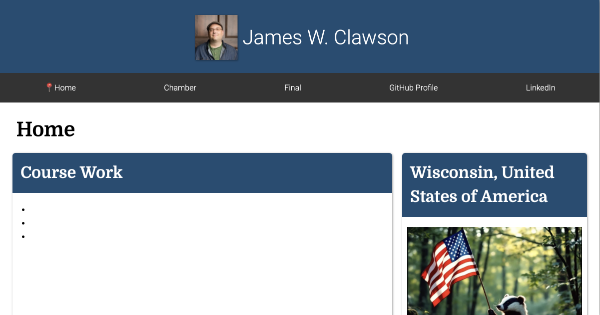 James W. Clawson
📍Home
Chamber
Final
GitHub Profile
LinkedIn
Home
Course Work
Wisconsin, United
States of America